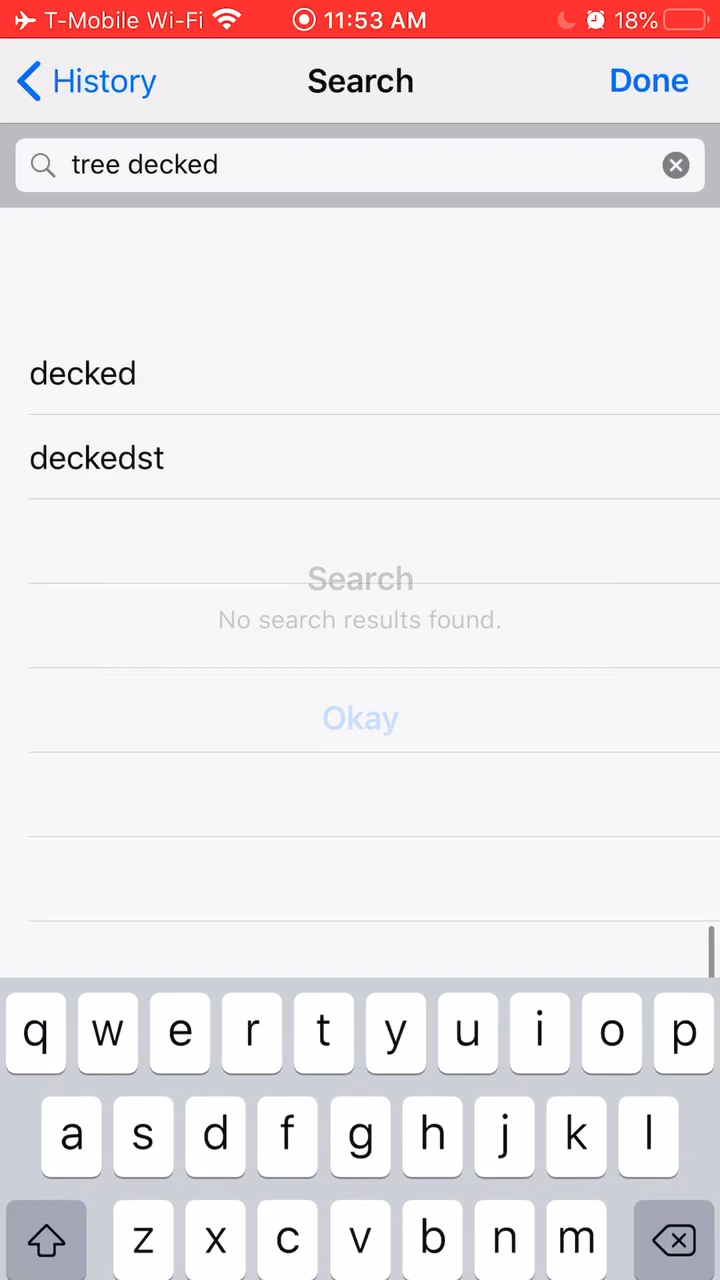 T-Mobile Wi-Fi 11:53 AM 18%
History Search Done
tree decked
decked
deckedst
Search
No search results found.
Okay
q w e r t y u i o p
a s d f g h j k l
z x c v b n m